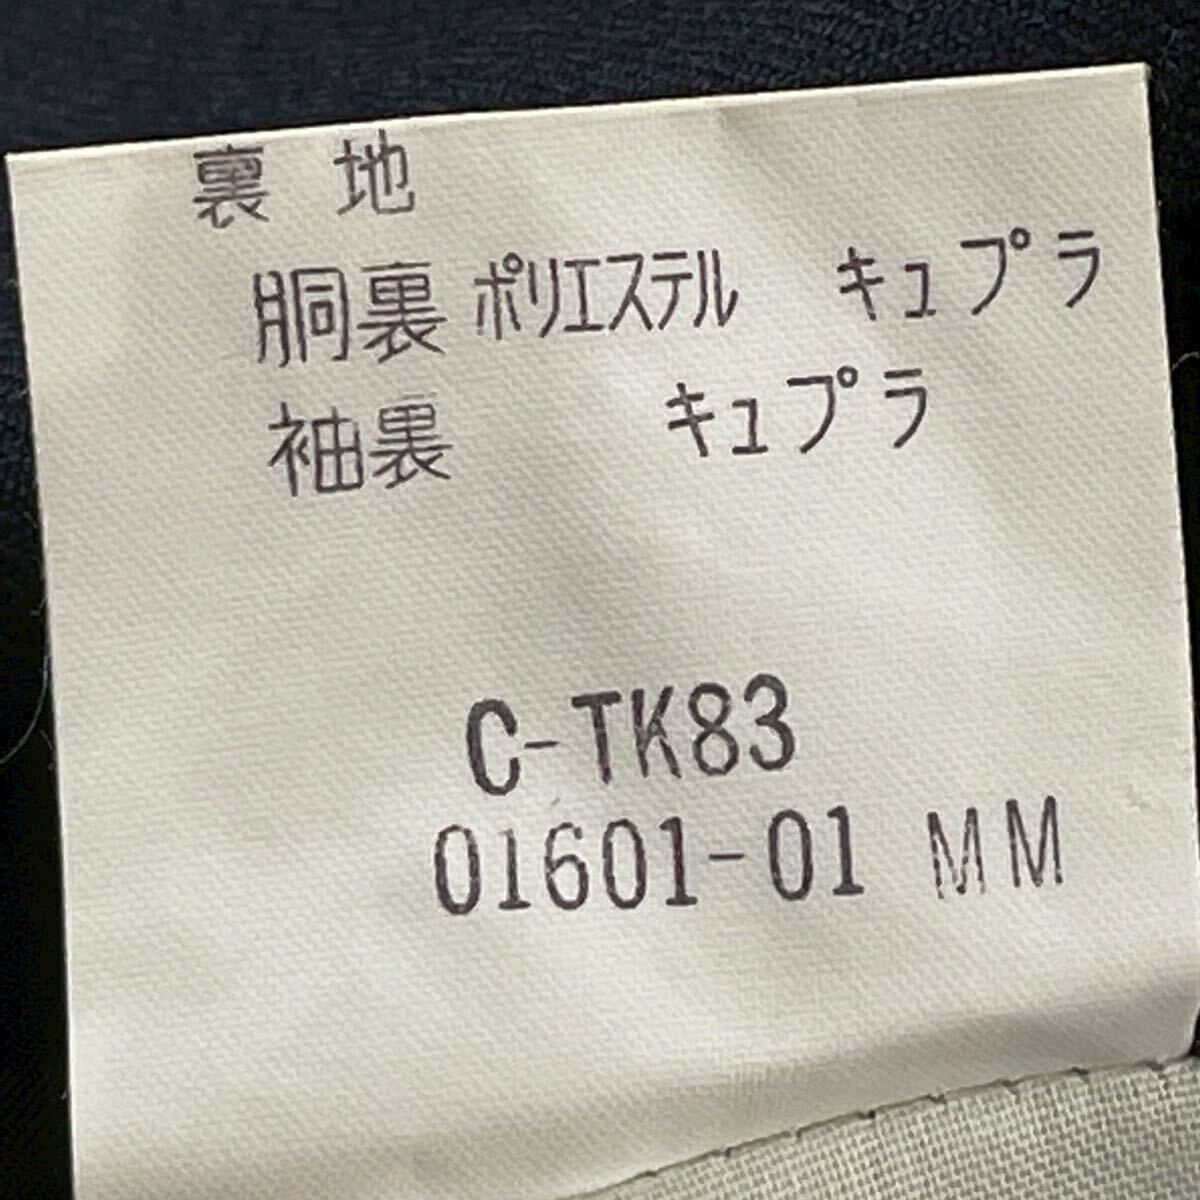 裏 地
胴裏 ポリエステル キュプラ
袖裏 キュプラ
C-TK83
01601-01 MM